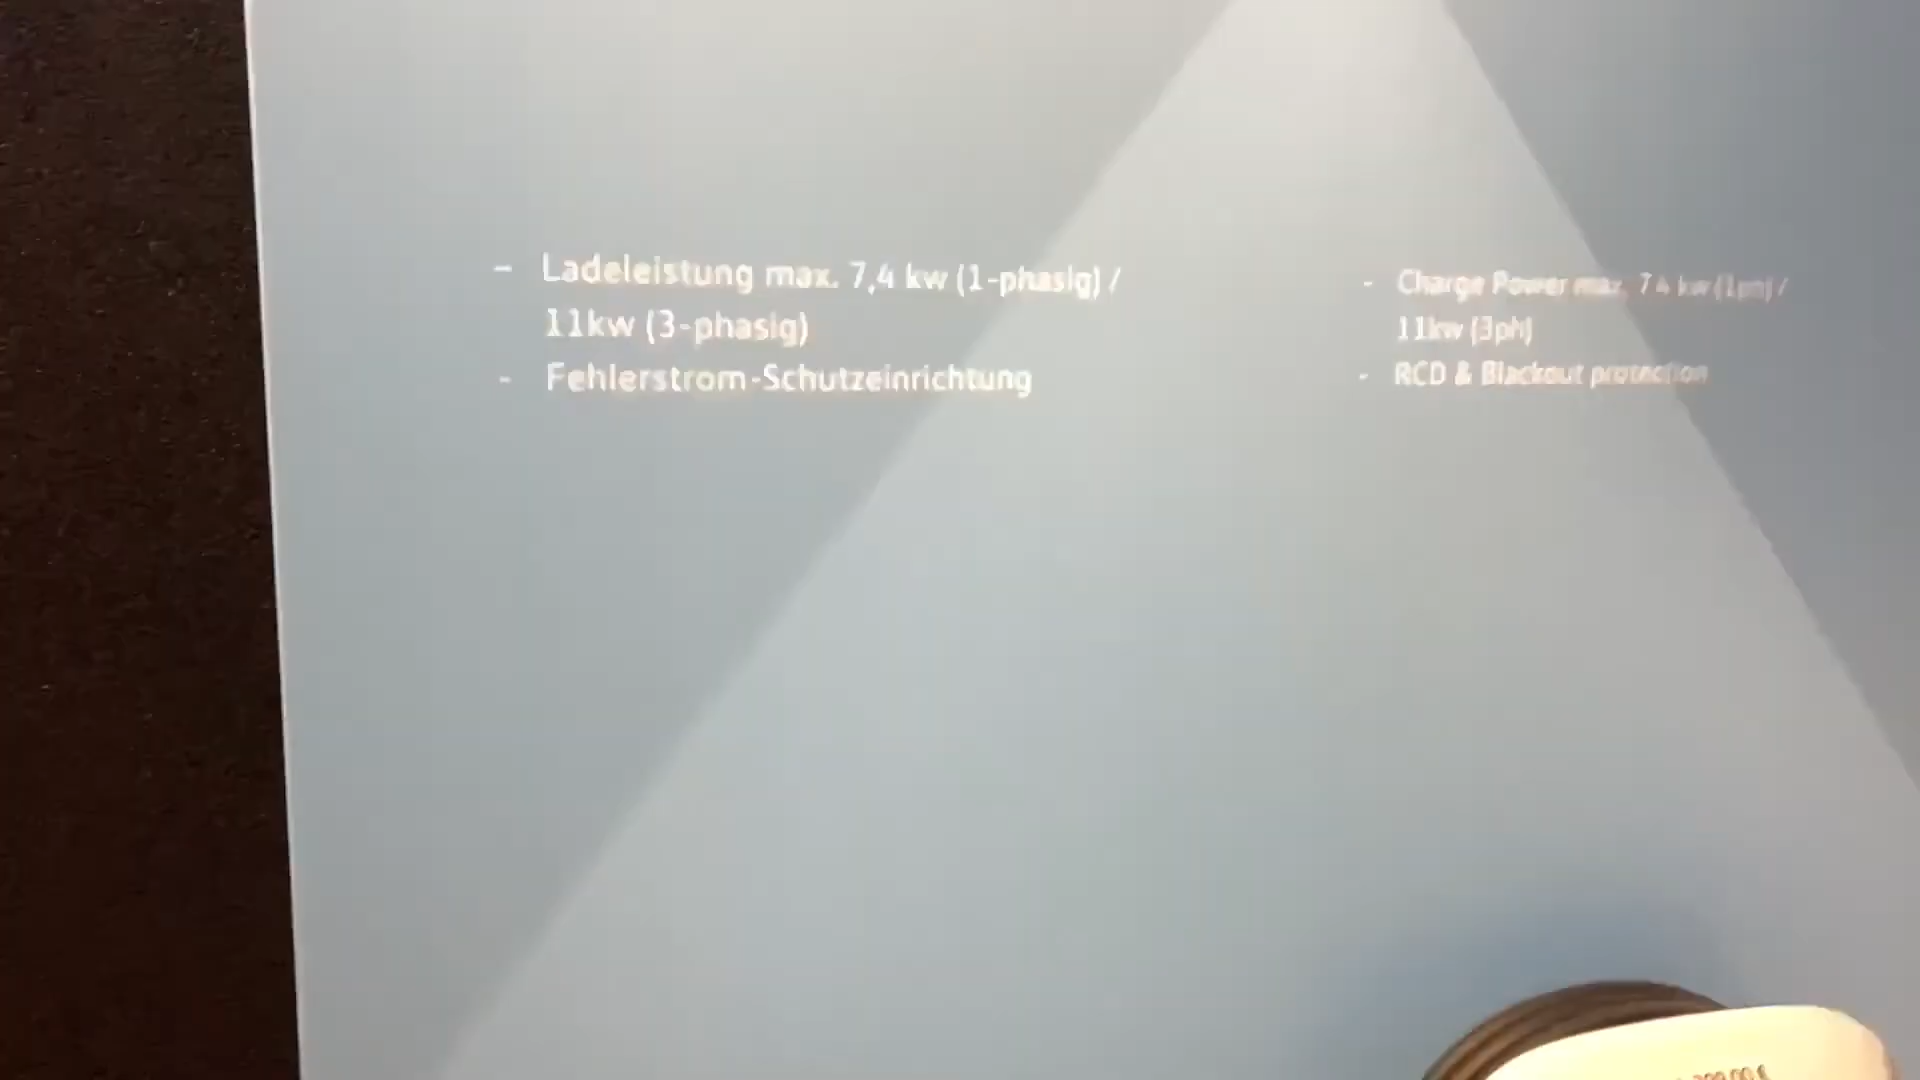 - Ladeleistung max. 7,4 kw (1-phasig) /
11kw (3-phasig)
- Fehlerstrom-Schutzeinrichtung
- Charge Power max. 7,4 kw (1ph) /
11kw (3ph)
- RCD & Blackout protection